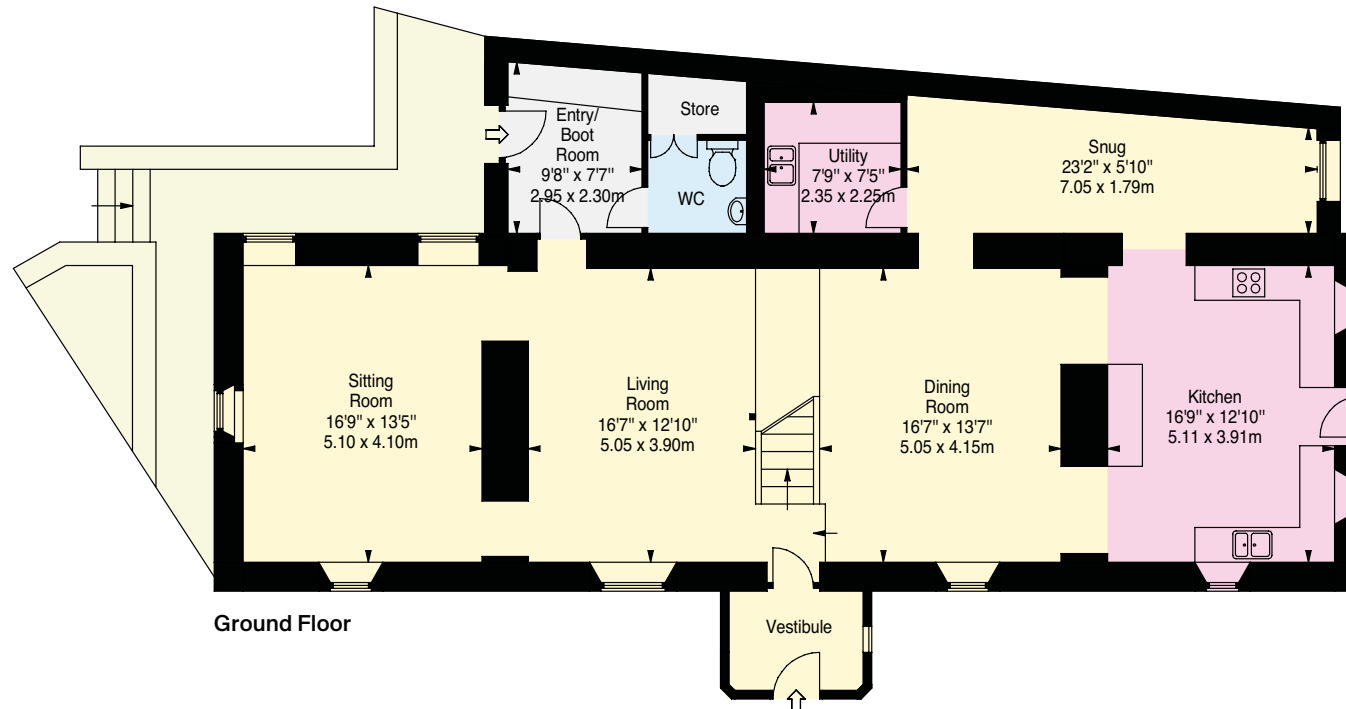 Entry/
Boot
Room
9'8" x 7'7"
2.95 x 2.30m
Store
WC
Utility
7'9" x 7'5"
2.35 x 2.25m
Snug
23'2" x 5'10"
7.05 x 1.79m
Sitting
Room
16'9" x 13'5"
5.10 x 4.10m
Living
Room
16'7" x 12'10"
5.05 x 3.90m
Dining
Room
16'7" x 13'7"
5.05 x 4.15m
Kitchen
16'9" x 12'10"
5.11 x 3.91m
Ground Floor
Vestibule